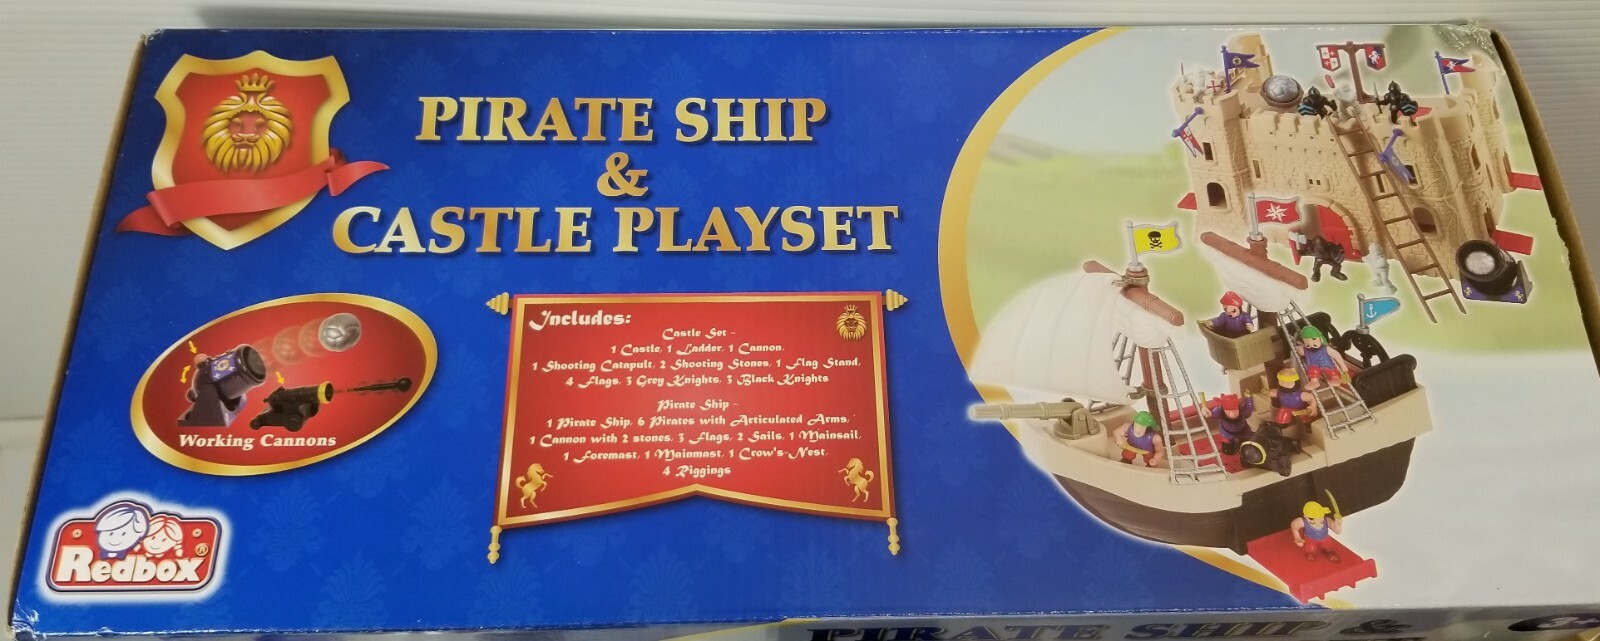 PIRATE SHIP
&
CASTLE PLAYSET
Includes:
Castle Set -
1 Castle, 1 Ladder, 1 Cannon,
1 Shooting Catapult, 2 Shooting Stones, 1 Flag Stand,
4 Flags, 3 Grey Knights, 3 Black Knights
Pirate Ship -
1 Pirate Ship, 6 Pirates with Articulated Arms,
1 Cannon with 2 stones, 3 Flags, 2 Sails, 1 Mainsail,
1 Foremast, 1 Mainmast, 1 Crow's-Nest,
4 Riggings
Working Cannons
Redbox®
PIRATE SHIP &
3+